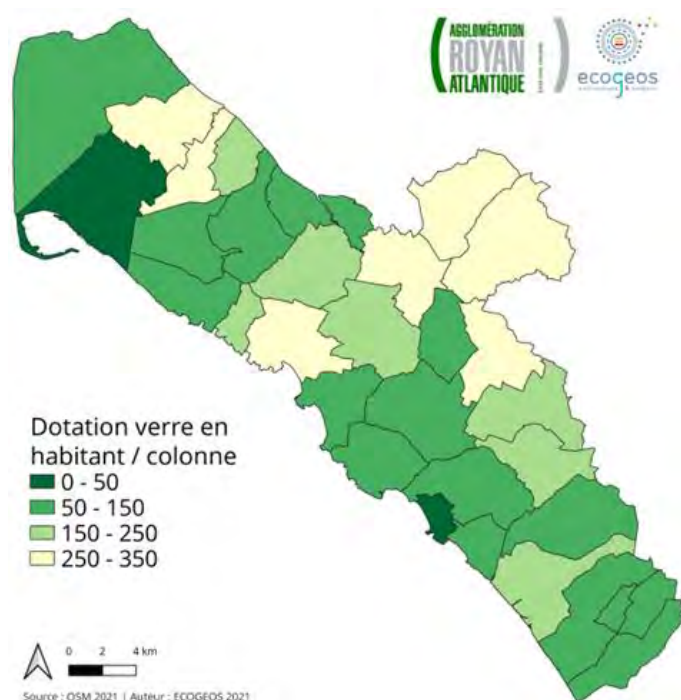 AGGLOMÉRATION
ROYAN
ATLANTIQUE
ecogeos
Dotation verre en
habitant / colonne
0 - 50
50 - 150
150 - 250
250 - 350
0 2 4 km
Source : OSM 2021 | Auteur : ECOGEOS 2021